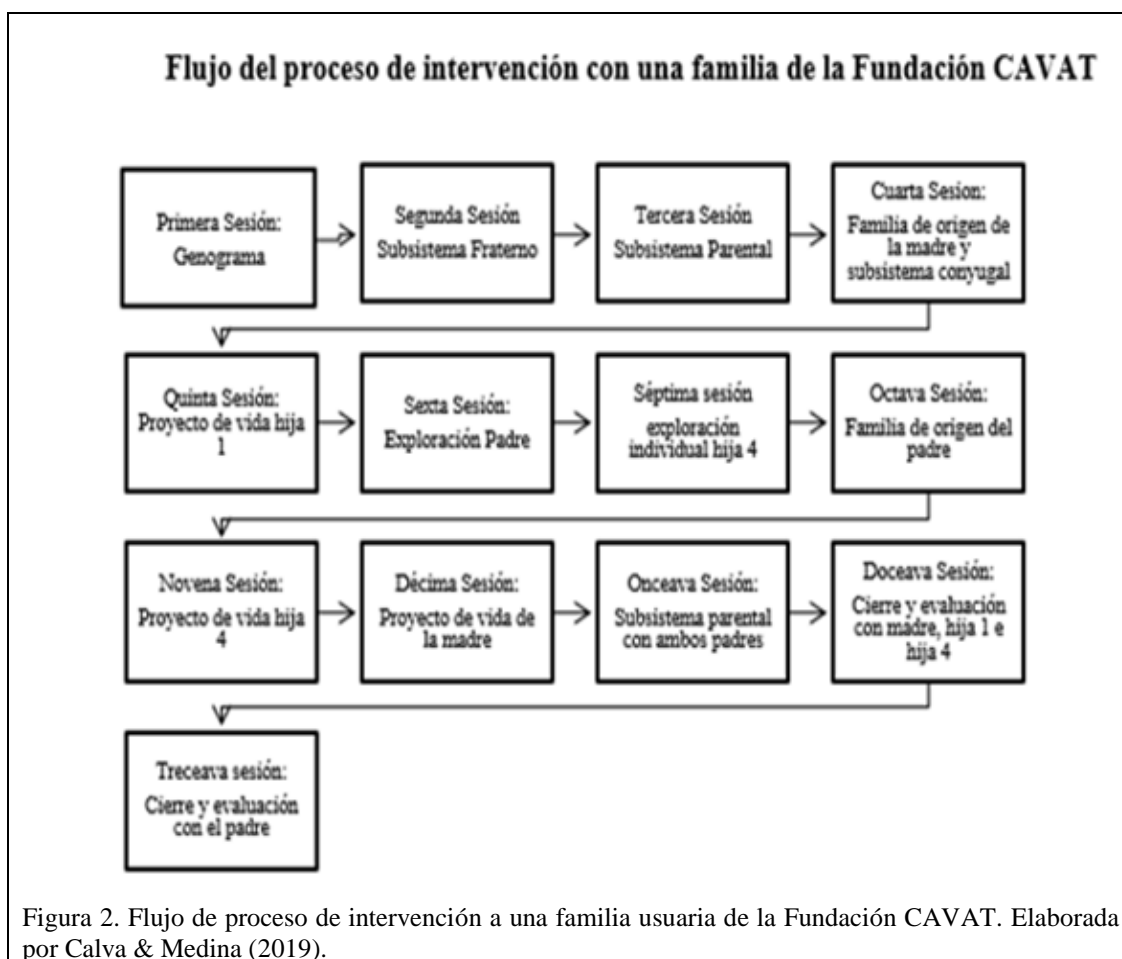 Flujo del proceso de intervención con una familia de la Fundación CAVAT
Primera Sesión:
Genograma
Segunda Sesión
Subsistema Fraterno
Tercera Sesión
Subsistema Parental
Cuarta Sesion:
Familia de origen de
la madre y
subsistema conyugal
Quinta Sesión:
Proyecto de vida hija
1
Sexta Sesión:
Exploración Padre
Séptima sesión
exploración
individual hija 4
Octava Sesión:
Familia de origen del
padre
Novena Sesión:
Proyecto de vida hija
4
Décima Sesión:
Proyecto de vida de
la madre
Onceava Sesión:
Subsistema parental
con ambos padres
Doceava Sesión:
Cierre y evaluación
con madre, hija 1 e
hija 4
Treceava sesión:
Cierre y evaluación
con el padre
Figura 2. Flujo de proceso de intervención a una familia usuaria de la Fundación CAVAT. Elaborada
por Calva & Medina (2019).